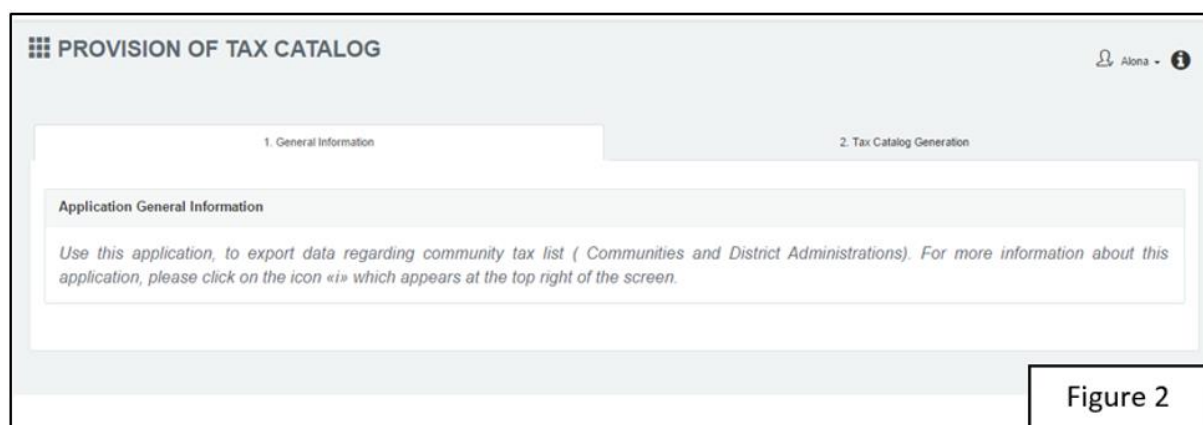 PROVISION OF TAX CATALOG
Alona
1. General Information
2. Tax Catalog Generation
Application General Information
Use this application, to export data regarding community tax list ( Communities and District Administrations). For more information about this
application, please click on the icon «i» which appears at the top right of the screen.
Figure 2